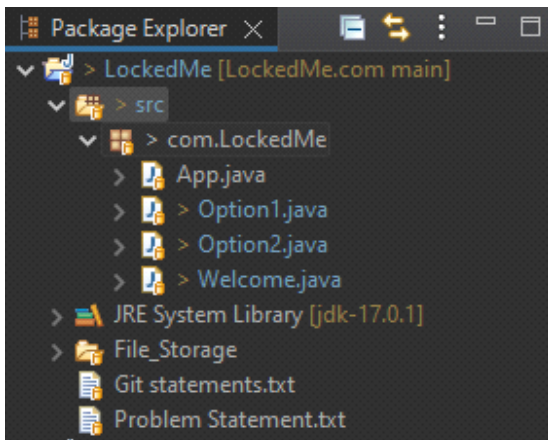 Package Explorer
> LockedMe [LockedMe.com main]
> src
> com.LockedMe
App.java
> Option1.java
> Option2.java
> Welcome.java
JRE System Library [jdk-17.0.1]
File_Storage
Git statements.txt
Problem Statement.txt